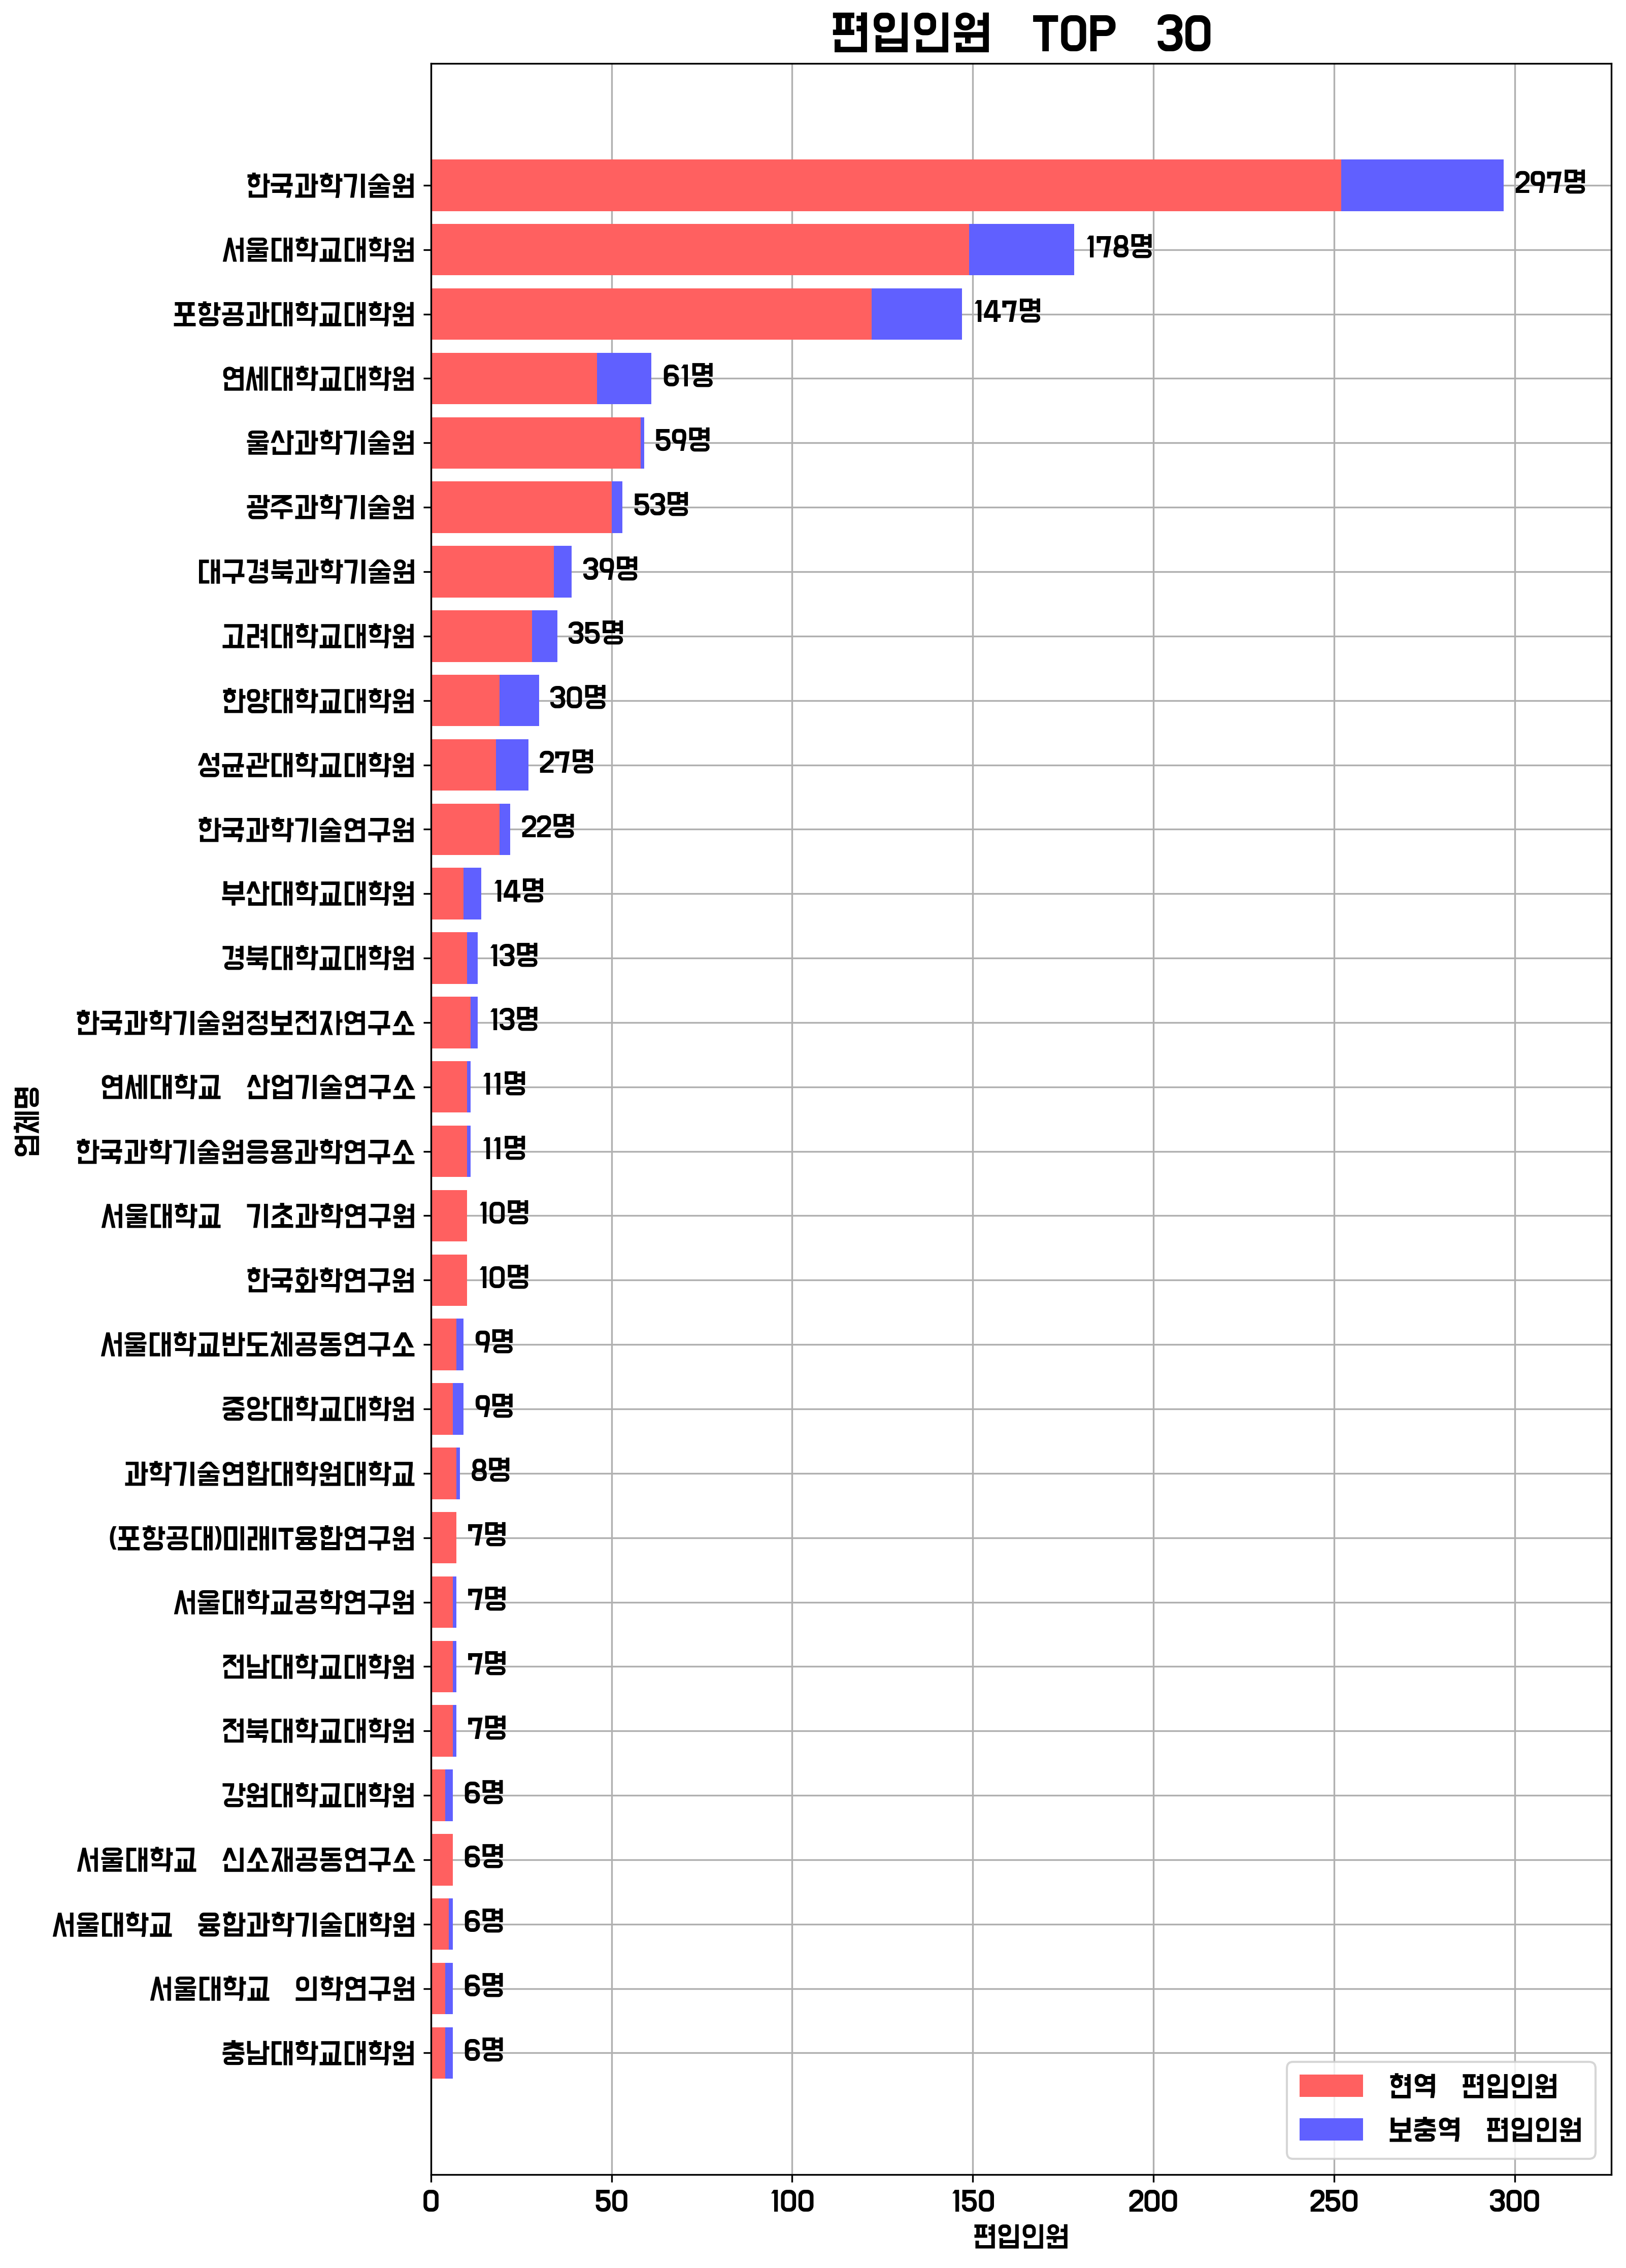 편입인원 TOP 30
한국과학기술원 297명
서울대학교대학원 178명
포항공과대학교대학원 147명
연세대학교대학원 61명
울산과학기술원 59명
광주과학기술원 53명
대구경북과학기술원 39명
고려대학교대학원 35명
한양대학교대학원 30명
성균관대학교대학원 27명
한국과학기술연구원 22명
부산대학교대학원 14명
경북대학교대학원 13명
한국과학기술원정보전자연구소 13명
연세대학교 산업기술연구소 11명
한국과학기술원응용과학연구소 11명
서울대학교 기초과학연구원 10명
한국화학연구원 10명
서울대학교반도체공동연구소 9명
중앙대학교대학원 9명
과학기술연합대학원대학교 8명
(포항공대)미래IT융합연구원 7명
서울대학교공학연구원 7명
전남대학교대학원 7명
전북대학교대학원 7명
강원대학교대학원 6명
서울대학교 신소재공동연구소 6명
서울대학교 융합과학기술대학원 6명
서울대학교 의학연구원 6명
충남대학교대학원 6명
업체명
현역 편입인원
보충역 편입인원
0 50 100 150 200 250 300
편입인원